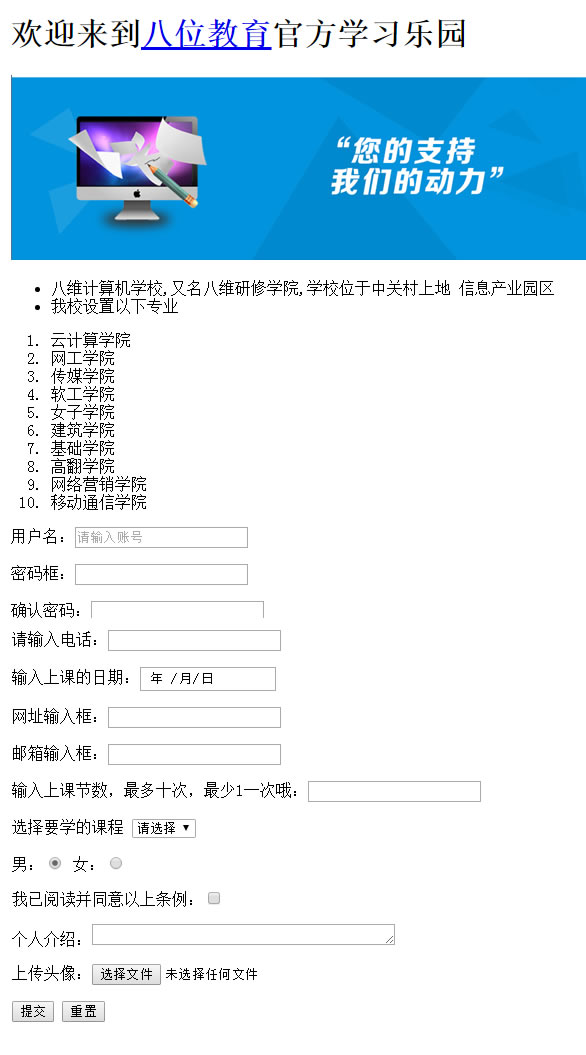 欢迎来到八位教育官方学习乐园
“您的支持
我们的动力”
• 八维计算机学校,又名八维研修学院,学校位于中关村上地 信息产业园区
• 我校设置以下专业
1. 云计算学院
2. 网工学院
3. 传媒学院
4. 软工学院
5. 女子学院
6. 建筑学院
7. 基础学院
8. 高翻学院
9. 网络营销学院
10. 移动通信学院
用户名：请输入账号
密码框：
确认密码：
请输入电话：
输入上课的日期： 年 /月/日
网址输入框：
邮箱输入框：
输入上课节数，最多十次，最少1一次哦：
选择要学的课程 请选择
男： 女：
我已阅读并同意以上条例：
个人介绍：
上传头像：选择文件 未选择任何文件
提交 重置